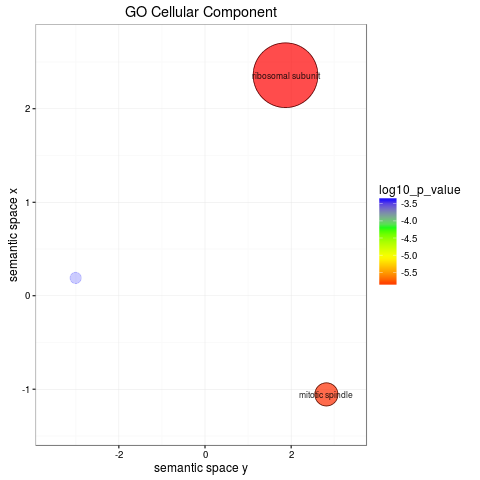 GO Cellular Component
ribosomal subunit
mitotic spindle
semantic space x
2
1
0
-1
-2
0
2
semantic space y
log10_p_value
-3.5
-4.0
-4.5
-5.0
-5.5